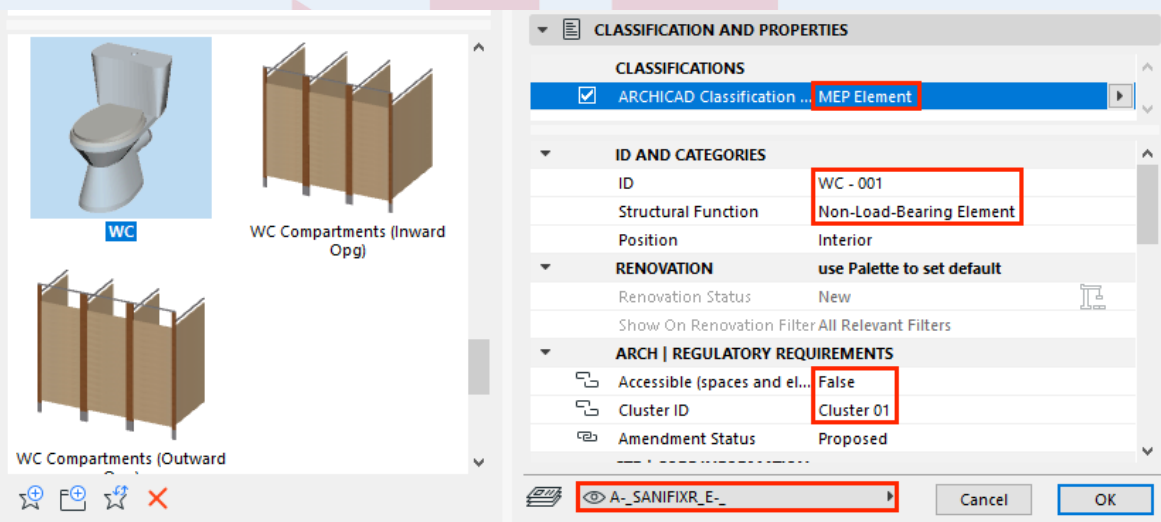 WC
WC Compartments (Inward
Opg)
WC Compartments (Outward
CLASSIFICATION AND PROPERTIES
CLASSIFICATIONS
ARCHICAD Classification ... MEP Element
ID AND CATEGORIES
ID WC - 001
Structural Function Non-Load-Bearing Element
Position Interior
RENOVATION use Palette to set default
Renovation Status New
Show On Renovation Filter All Relevant Filters
ARCH | REGULATORY REQUIREMENTS
Accessible (spaces and el... False
Cluster ID Cluster 01
Amendment Status Proposed
A-_SANIFIXR_E-_
Cancel OK